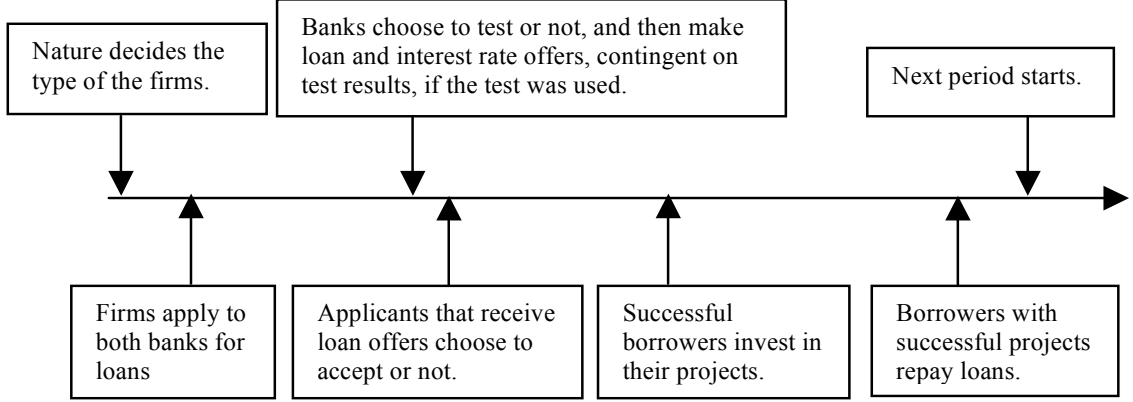 Nature decides the
type of the firms.
Banks choose to test or not, and then make
loan and interest rate offers, contingent on
test results, if the test was used.
Next period starts.
Firms apply to
both banks for
loans
Applicants that receive
loan offers choose to
accept or not.
Successful
borrowers invest in
their projects.
Borrowers with
successful projects
repay loans.